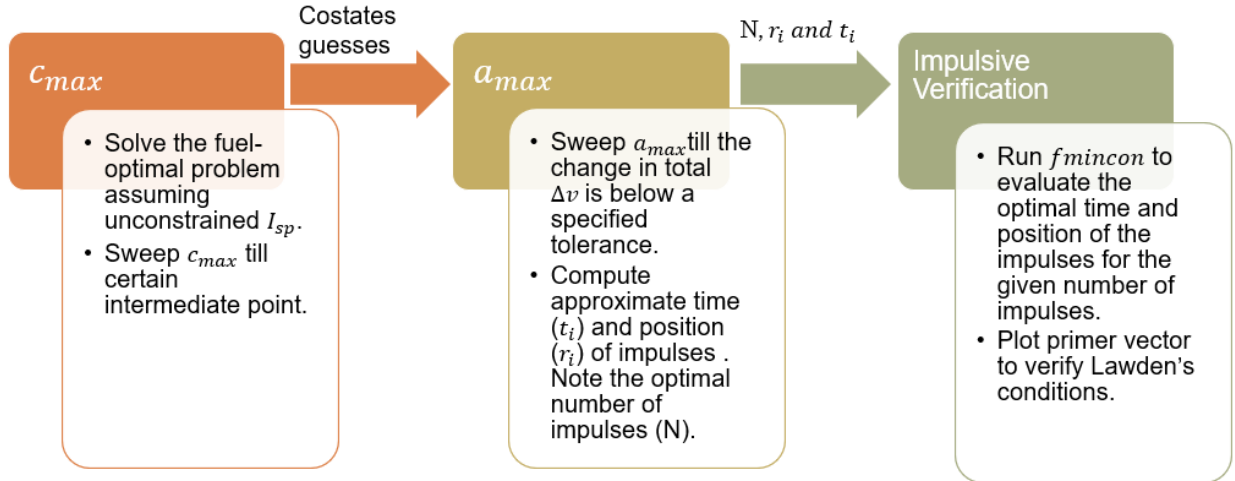 Costates
guesses
N, r_i and t_i
c_max
a_max
Impulsive
Verification
• Solve the fuel-
optimal problem
assuming
unconstrained I_sp.
• Sweep c_max till
certain
intermediate point.
• Sweep a_max till the
change in total
Δv is below a
specified
tolerance.
• Compute
approximate time
(t_i) and position
(r_i) of impulses .
Note the optimal
number of
impulses (N).
• Run fmincon to
evaluate the
optimal time and
position of the
impulses for the
given number of
impulses.
• Plot primer vector
to verify Lawden’s
conditions.